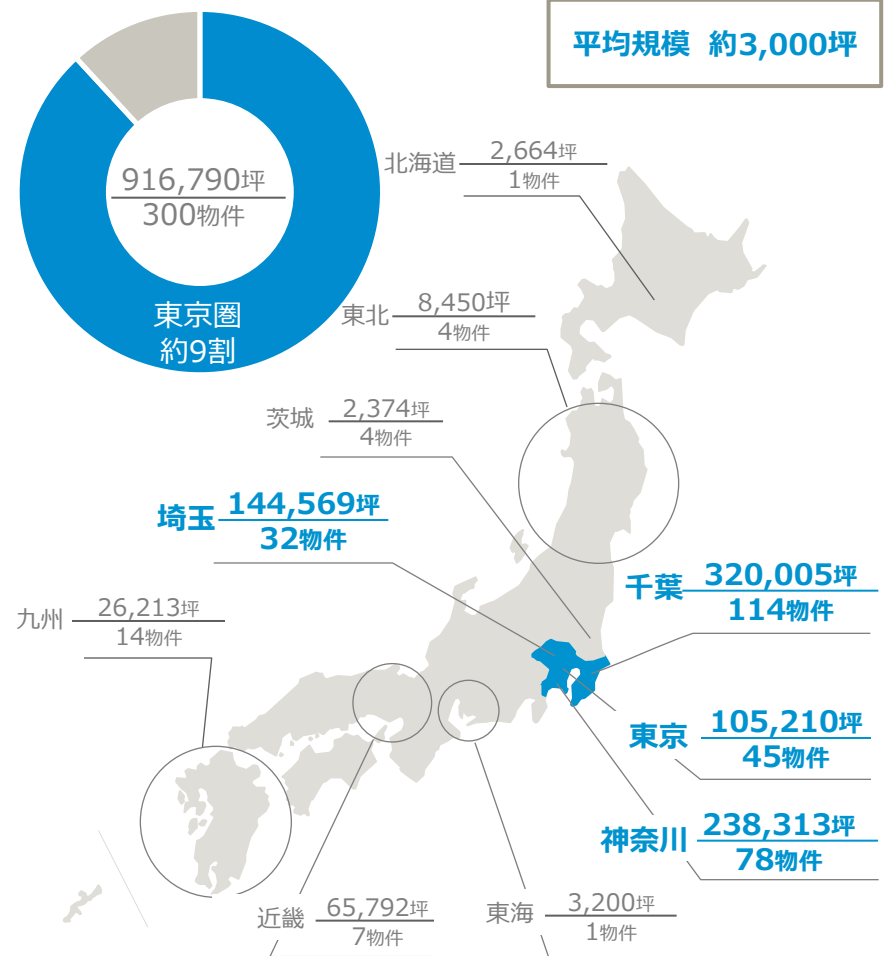 平均規模 約3,000坪
916,790坪
300物件
東京圏
約9割
北海道
2,664坪
1物件
東北
8,450坪
4物件
茨城
2,374坪
4物件
埼玉
144,569坪
32物件
千葉
320,005坪
114物件
九州
26,213坪
14物件
東京
105,210坪
45物件
神奈川
238,313坪
78物件
近畿
65,792坪
7物件
東海
3,200坪
1物件